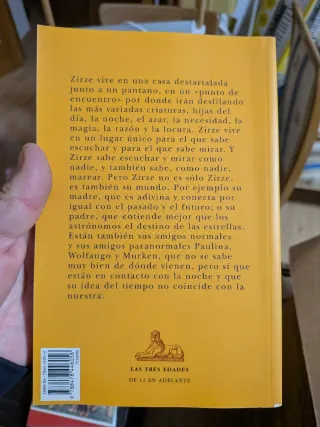 Zirze vive en una casa destartalada
junto a un pantano, en un «punto de
encuentro» por donde irán desfilando
las más variadas criaturas, hijas del
día, la noche, el azar, la necesidad, la
magia, la razón y la locura. Zirze vive
en un lugar único para el que sabe
escuchar y para el que sabe mirar. Y
Zirze sabe escuchar y mirar como
nadie, y también sabe, como nadie,
marear. Pero Zirze no es sólo Zirze,
es también su mundo. Por ejemplo su
madre, que es adivina y conecta por
igual con el pasado y el futuro; o su
padre, que entiende mejor que los
astrónomos el destino de las estrellas.
Están también sus amigos normales
y sus amigos paranormales Paulina,
Wolfango y Murken, que no se sabe
muy bien de dónde vienen, pero sí que
están en contacto con la noche y que
su idea del tiempo no coincide con la
nuestra.
LAS TRES EDADES
DE 12 EN ADELANTE